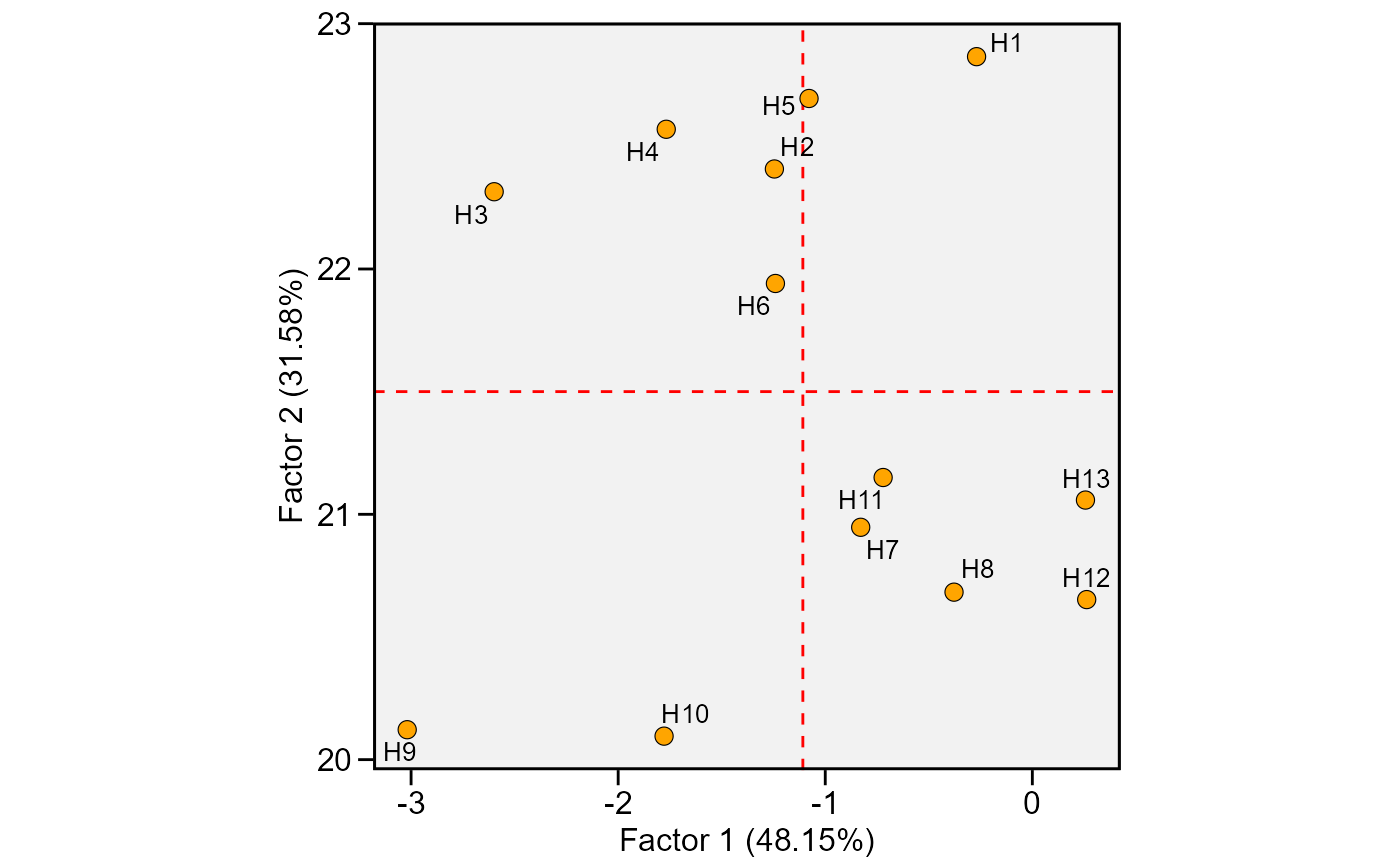 23
H1
H5
H2
H4
H3
22
H6
Factor 2 (31.58%)
H13
H11
21
H7
H8
H12
H10
H9
20
-3
-2
-1
0
Factor 1 (48.15%)